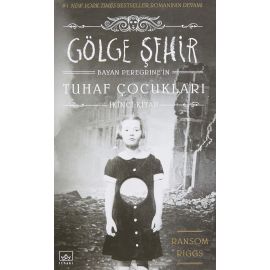 #1 NEW YORK TIMES BESTSELLER ROMANININ DEVAMI
GÖLGE ŞEHİR
BAYAN PEREGRINE'İN
TUHAF ÇOCUKLARI
İKİNCİ KİTAP
RANSOM
RIGGS
ithaki